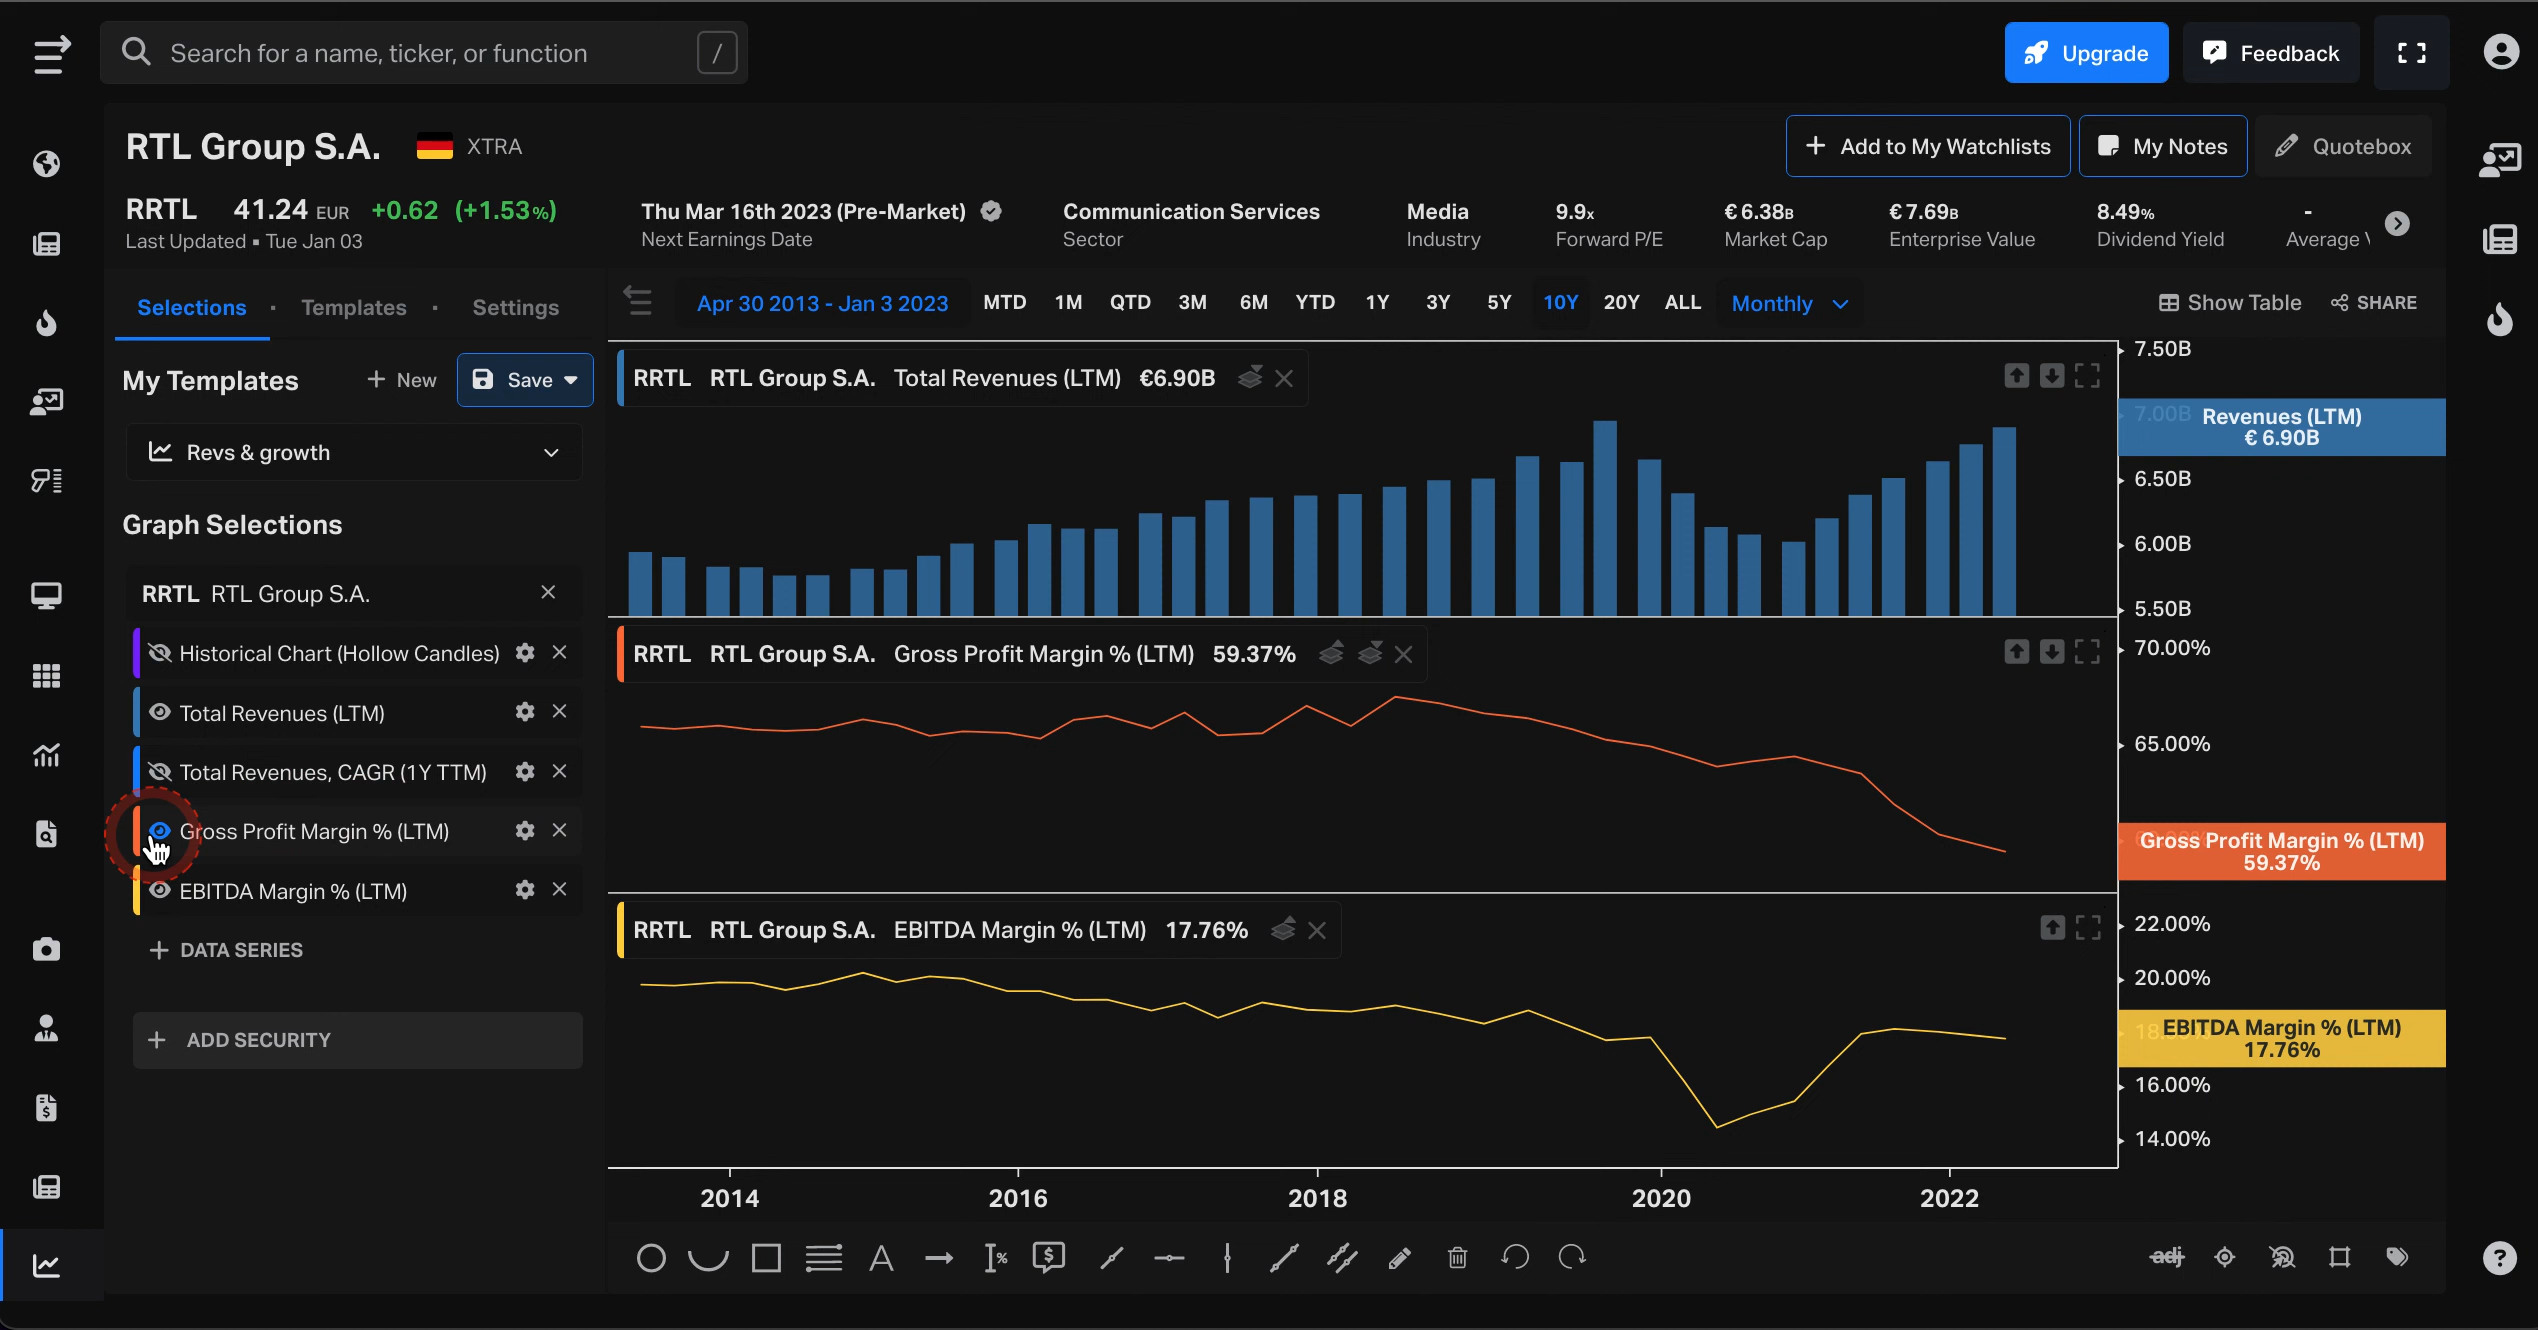 Search for a name, ticker, or function /
Upgrade
Feedback
RTL Group S.A. XTRA
+ Add to My Watchlists
My Notes
Quotebox
RRTL 41.24 EUR +0.62 (+1.53%)
Last Updated ▪ Tue Jan 03
Thu Mar 16th 2023 (Pre-Market)
Next Earnings Date
Communication Services
Sector
Media
Industry
9.9x
Forward P/E
€6.38B
Market Cap
€7.69B
Enterprise Value
8.49%
Dividend Yield
-
Average
Selections · Templates · Settings
My Templates
+ New
Save
Revs & growth
Graph Selections
RRTL RTL Group S.A.
Historical Chart (Hollow Candles)
Total Revenues (LTM)
Total Revenues, CAGR (1Y TTM)
Gross Profit Margin % (LTM)
EBITDA Margin % (LTM)
+ DATA SERIES
+ ADD SECURITY
Apr 30 2013 - Jan 3 2023 MTD 1M QTD 3M 6M YTD 1Y 3Y 5Y 10Y 20Y ALL Monthly
Show Table
SHARE
RRTL RTL Group S.A. Total Revenues (LTM) €6.90B
7.50B
7.00B
Revenues (LTM)
€ 6.90B
6.50B
6.00B
5.50B
RRTL RTL Group S.A. Gross Profit Margin % (LTM) 59.37%
70.00%
65.00%
Gross Profit Margin % (LTM)
59.37%
RRTL RTL Group S.A. EBITDA Margin % (LTM) 17.76%
22.00%
20.00%
EBITDA Margin % (LTM)
17.76%
16.00%
14.00%
2014 2016 2018 2020 2022
A
%
$
adj
?